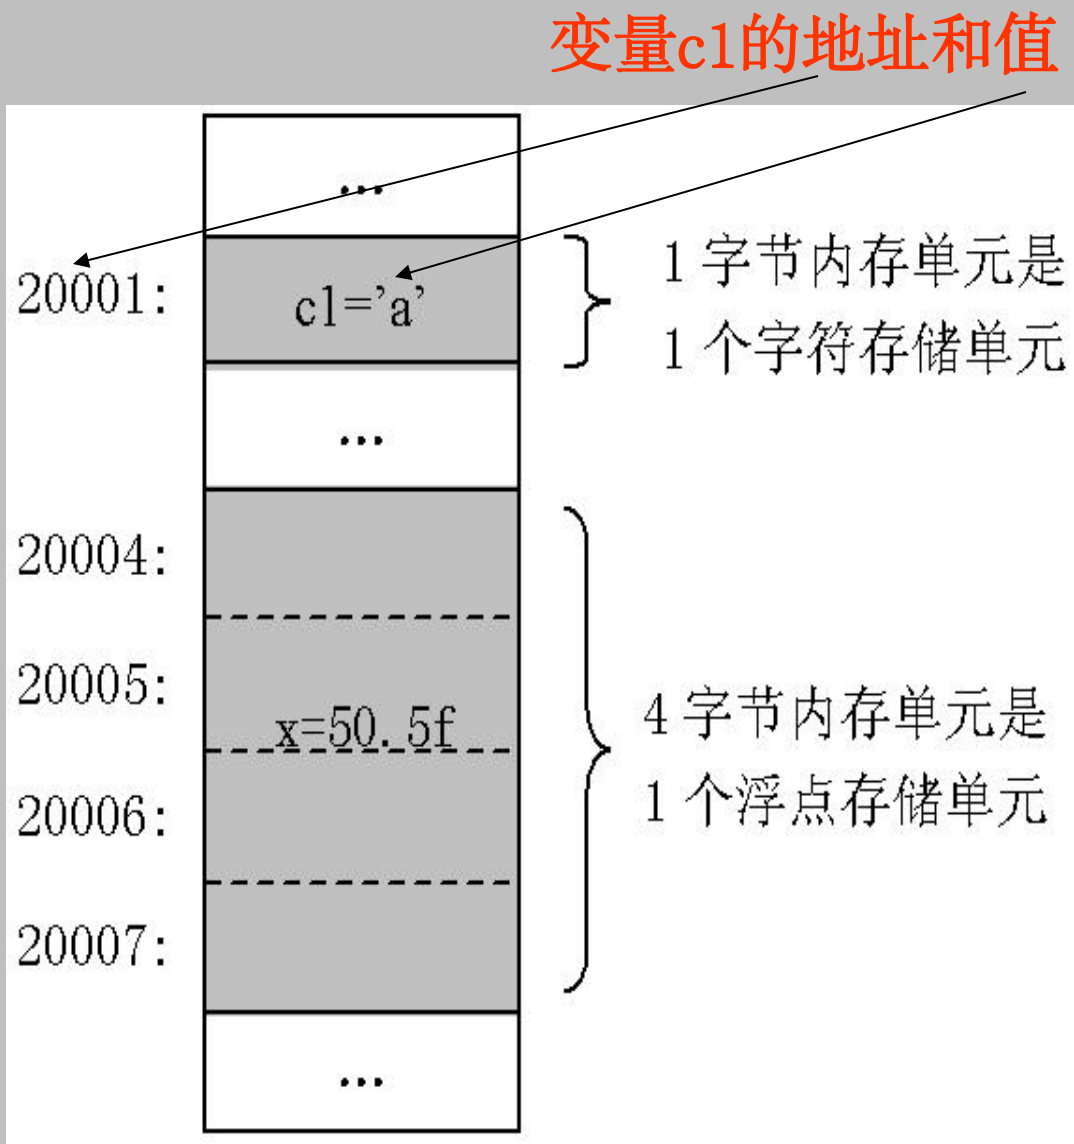 变量c1的地址和值
...
20001:
c1='a'
1字节内存单元是
1个字符存储单元
...
20004:
20005:
x=50.5f
20006:
20007:
4字节内存单元是
1个浮点存储单元
...